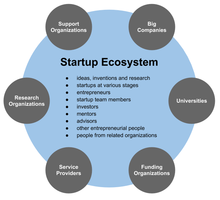 Support
Organizations
Big
Companies
Startup Ecosystem
● ideas, inventions and research
● startups at various stages
● entrepreneurs
● startup team members
● investors
● mentors
● advisors
● other entrepreneurial people
● people from related organizations
Research
Organizations
Universities
Service
Providers
Funding
Organizations